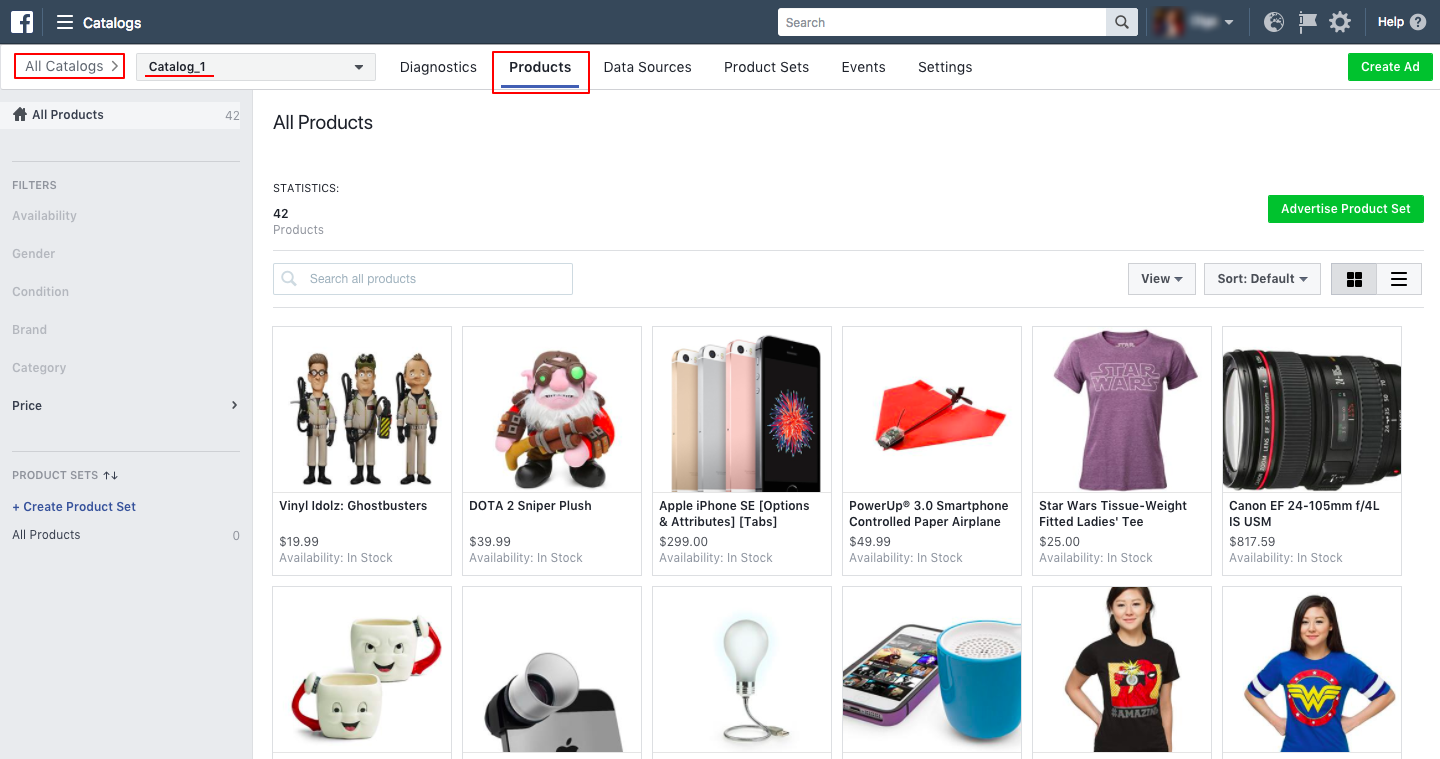 Catalogs
Search
Help
All Catalogs
Catalog_1
Diagnostics
Products
Data Sources
Product Sets
Events
Settings
Create Ad
All Products
42
FILTERS
Availability
Gender
Condition
Brand
Category
Price
PRODUCT SETS
+ Create Product Set
All Products
0
All Products
STATISTICS:
42
Products
Advertise Product Set
Search all products
View
Sort: Default
Vinyl Idolz: Ghostbusters
$19.99
Availability: In Stock
DOTA 2 Sniper Plush
$39.99
Availability: In Stock
Apple iPhone SE [Options
& Attributes] [Tabs]
$299.00
Availability: In Stock
PowerUp® 3.0 Smartphone
Controlled Paper Airplane
$49.99
Availability: In Stock
STAR
WARS
Star Wars Tissue-Weight
Fitted Ladies' Tee
$25.00
Availability: In Stock
Canon EF 24-105mm f/4L
IS USM
$817.59
Availability: In Stock
#AMAZING